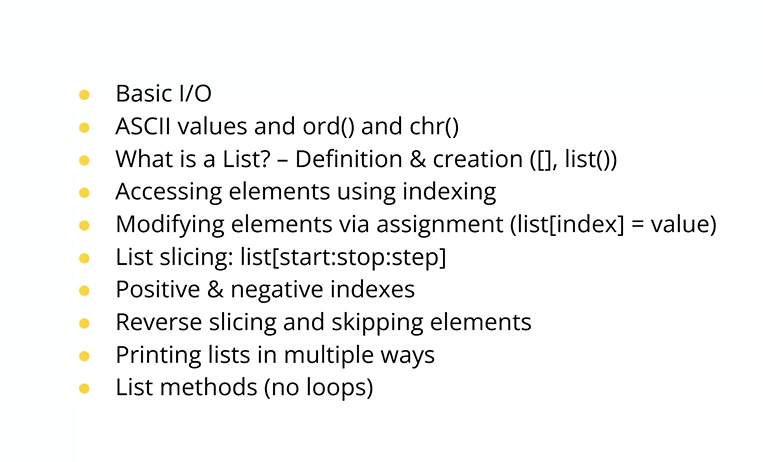 Basic I/O
ASCII values and ord() and chr()
What is a List? – Definition & creation ([], list())
Accessing elements using indexing
Modifying elements via assignment (list[index] = value)
List slicing: list[start:stop:step]
Positive & negative indexes
Reverse slicing and skipping elements
Printing lists in multiple ways
List methods (no loops)